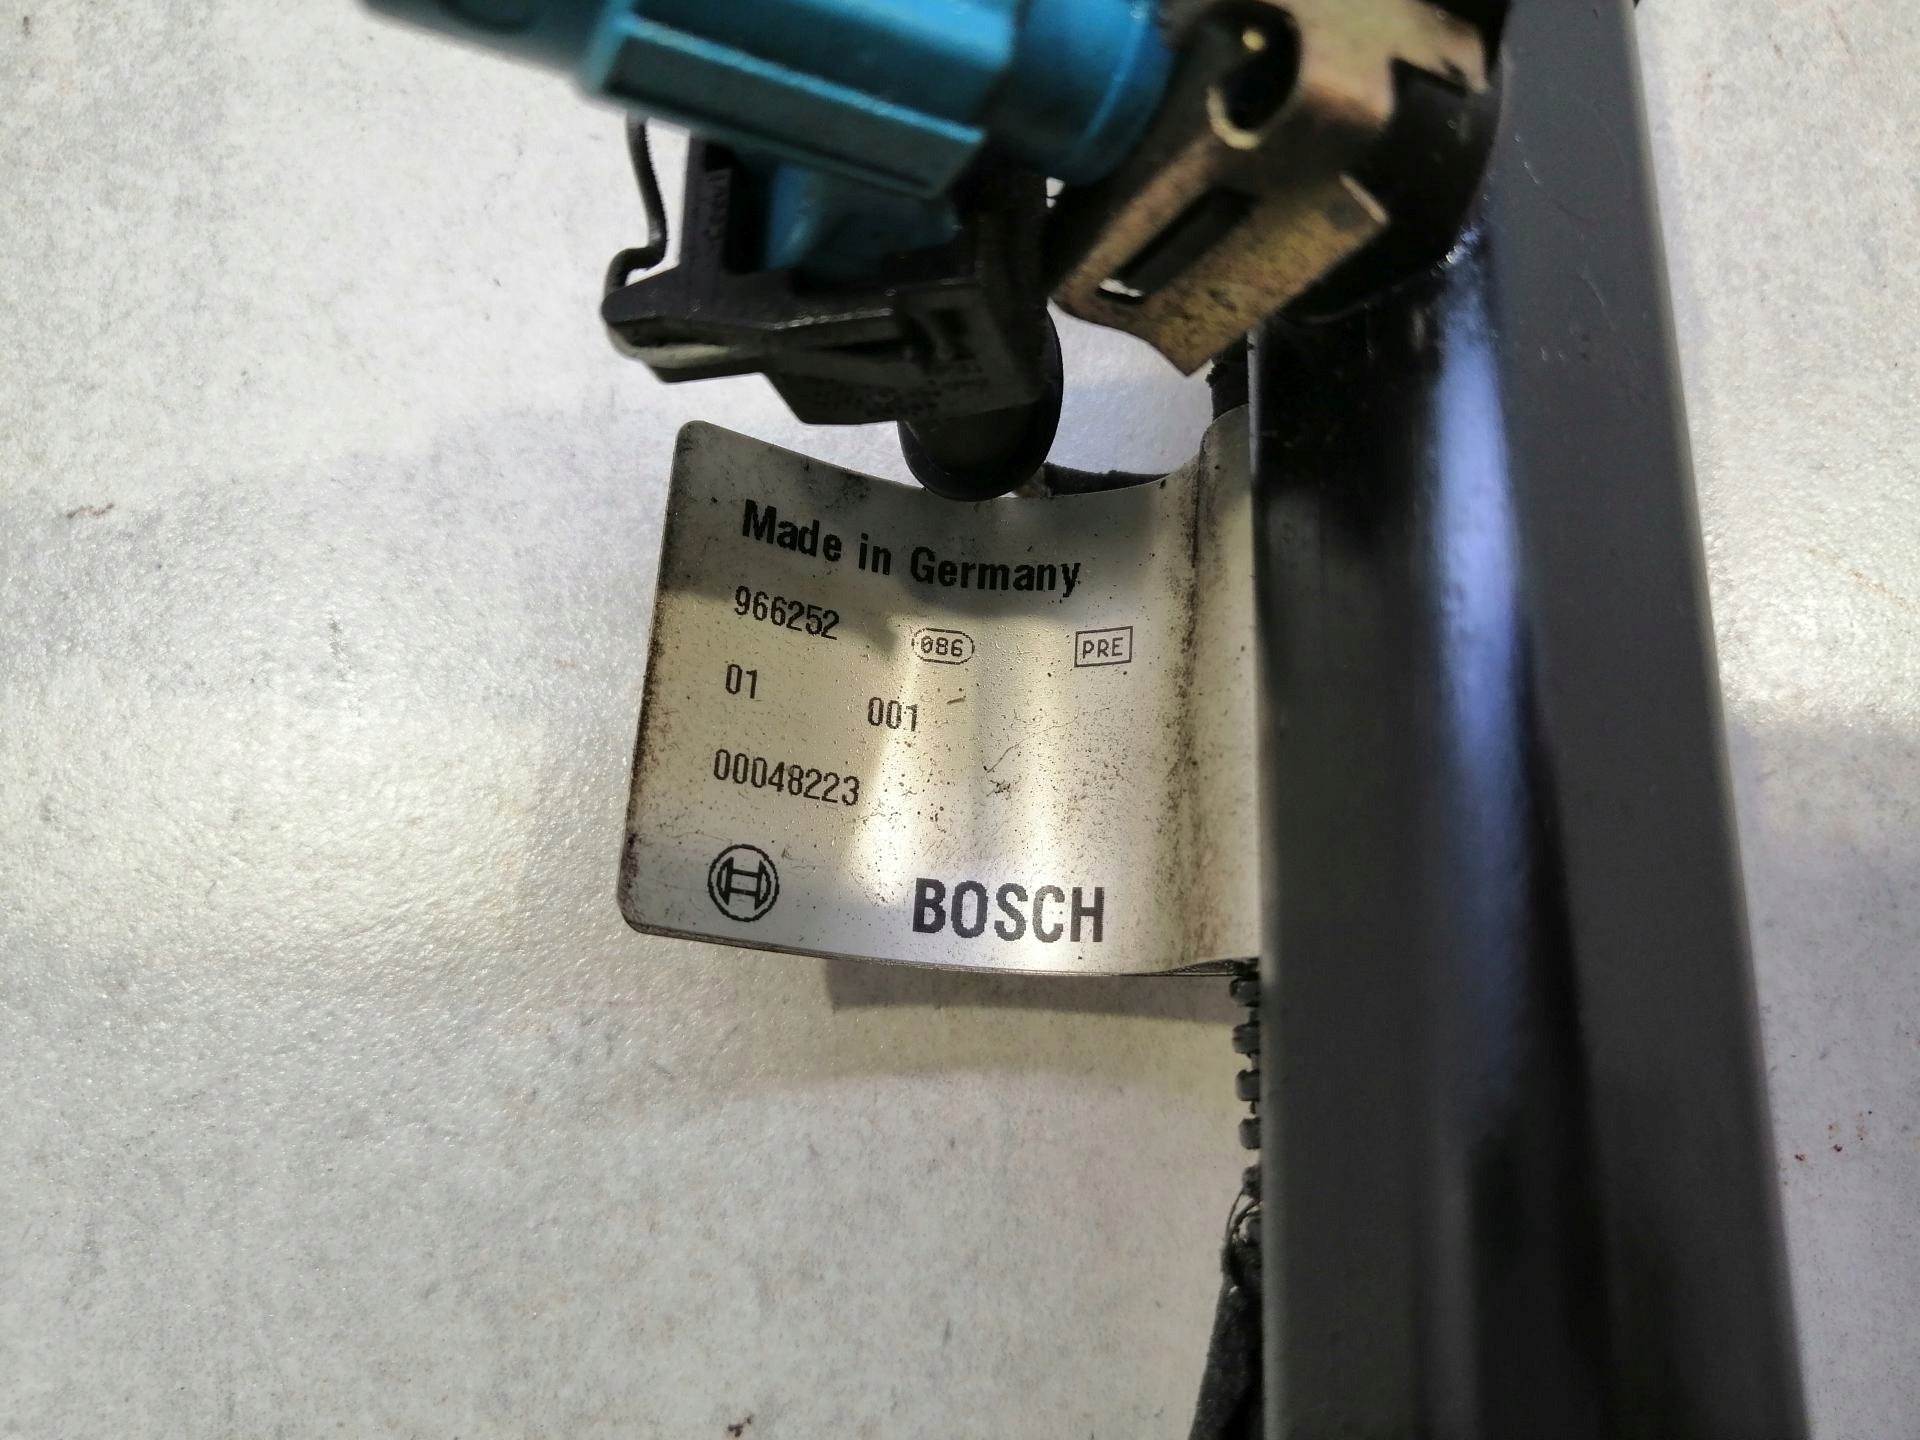 Made in Germany
966252 086 PRE
01 001
00048223
BOSCH